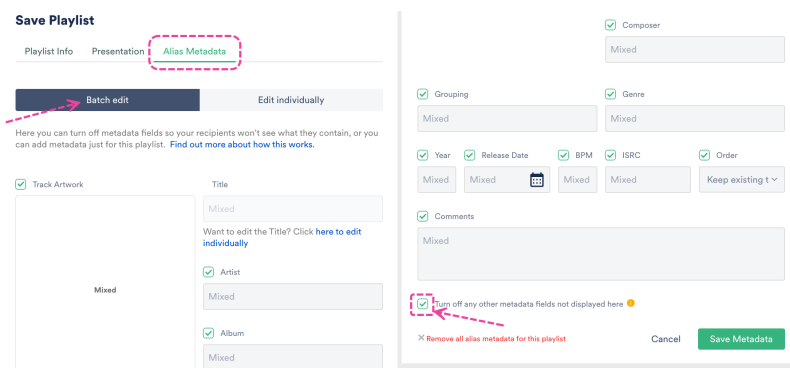 Save Playlist
Playlist Info
Presentation
Alias Metadata
Batch edit
Edit individually
Here you can turn off metadata fields so your recipients won't see what they contain, or you
can add metadata just for this playlist. Find out more about how this works.
Track Artwork
Mixed
Title
Mixed
Want to edit the Title? Click here to edit
individually
Artist
Mixed
Album
Mixed
Composer
Mixed
Grouping
Mixed
Genre
Mixed
Year
Mixed
Release Date
Mixed
BPM
Mixed
ISRC
Mixed
Order
Keep existing t
Comments
Mixed
Turn off any other metadata fields not displayed here
Remove all alias metadata for this playlist
Cancel
Save Metadata